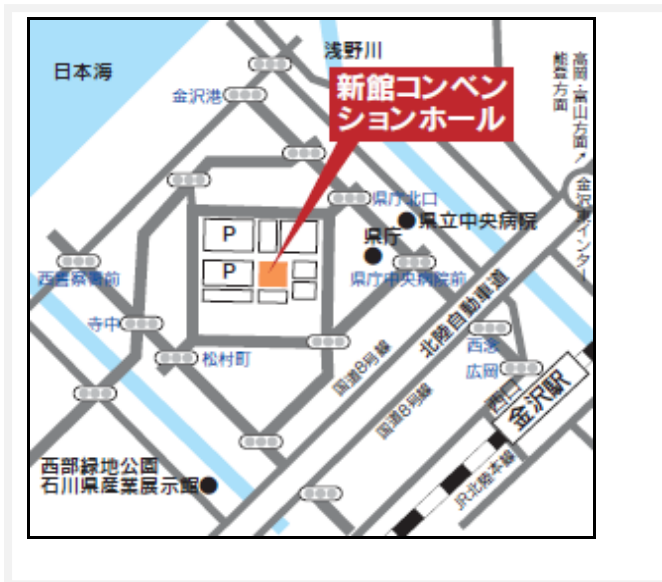 日本海
浅野川
高岡・富山方面↗
能登方面
金沢港
新館コンベン
ションホール
金沢東インター
県庁北口
県立中央病院
県庁
P
P
西警察署前
県庁中央病院前
北陸自動車道
寺中
松村町
国道8号線
国道8号線
西念
広岡
西口
金沢駅
JR北陸本線
西部緑地公園
石川県産業展示館